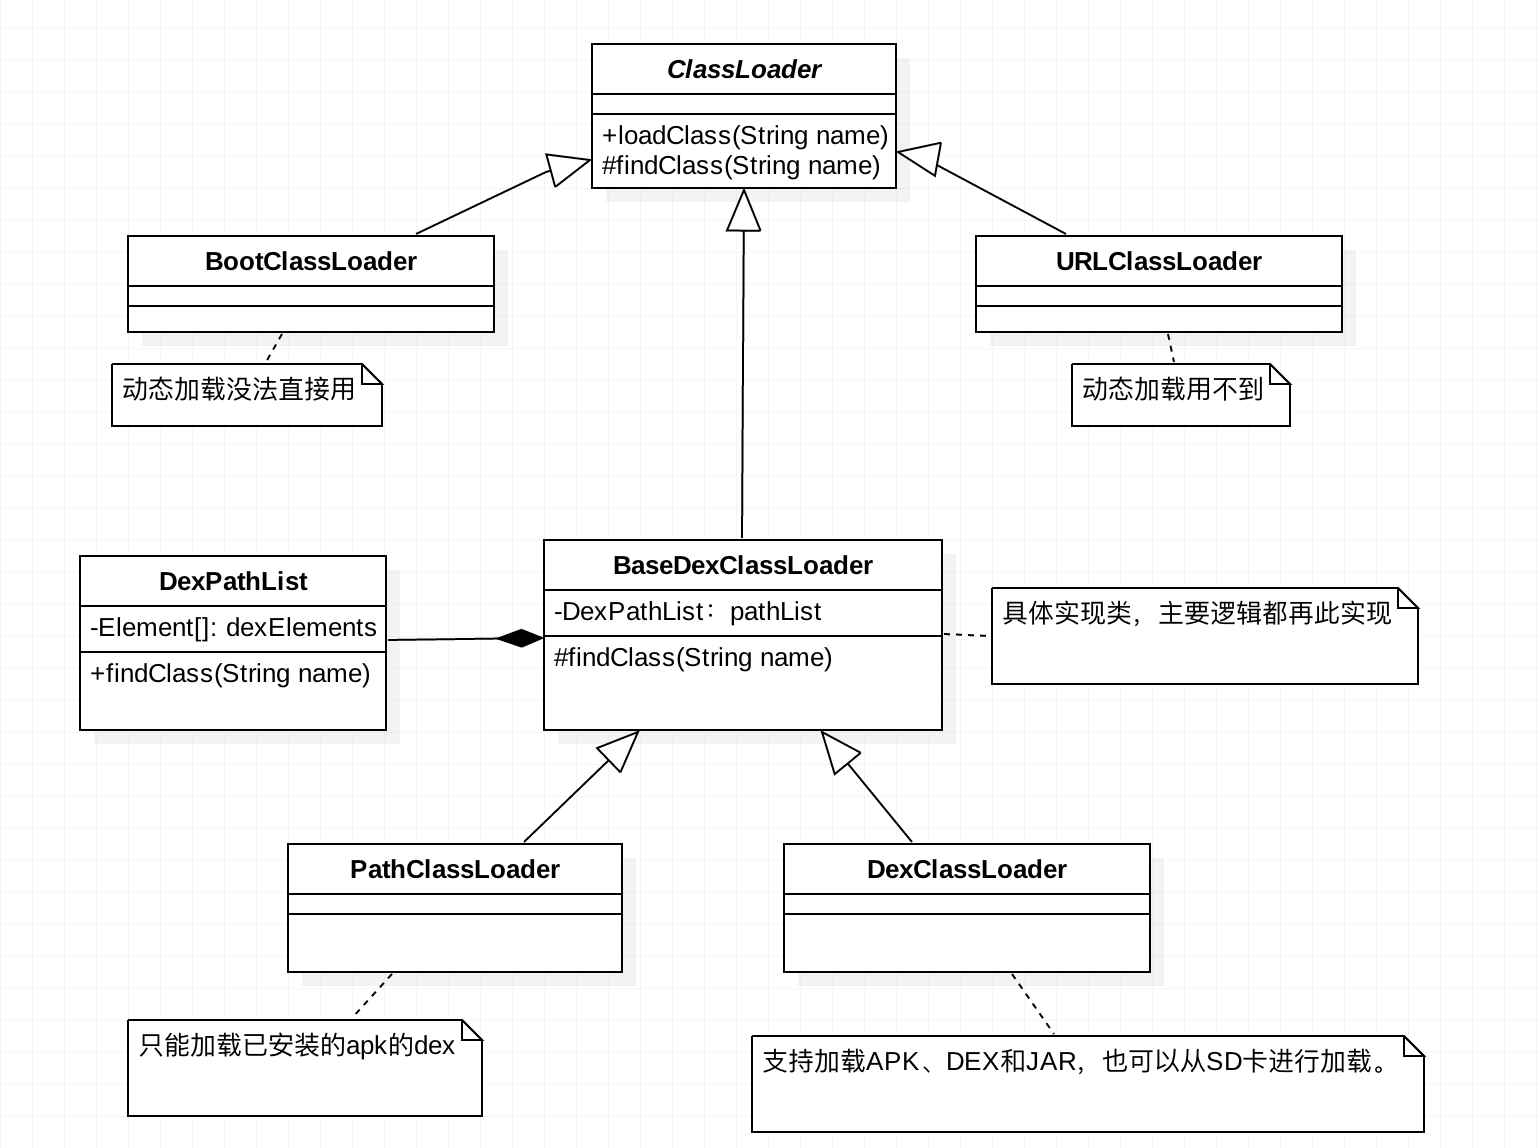 ClassLoader
+loadClass(String name)
#findClass(String name)
BootClassLoader
URLClassLoader
动态加载没法直接用
动态加载用不到
DexPathList
-Element[]: dexElements
+findClass(String name)
BaseDexClassLoader
-DexPathList：pathList
#findClass(String name)
具体实现类，主要逻辑都再此实现
PathClassLoader
DexClassLoader
只能加载已安装的apk的dex
支持加载APK、DEX和JAR，也可以从SD卡进行加载。